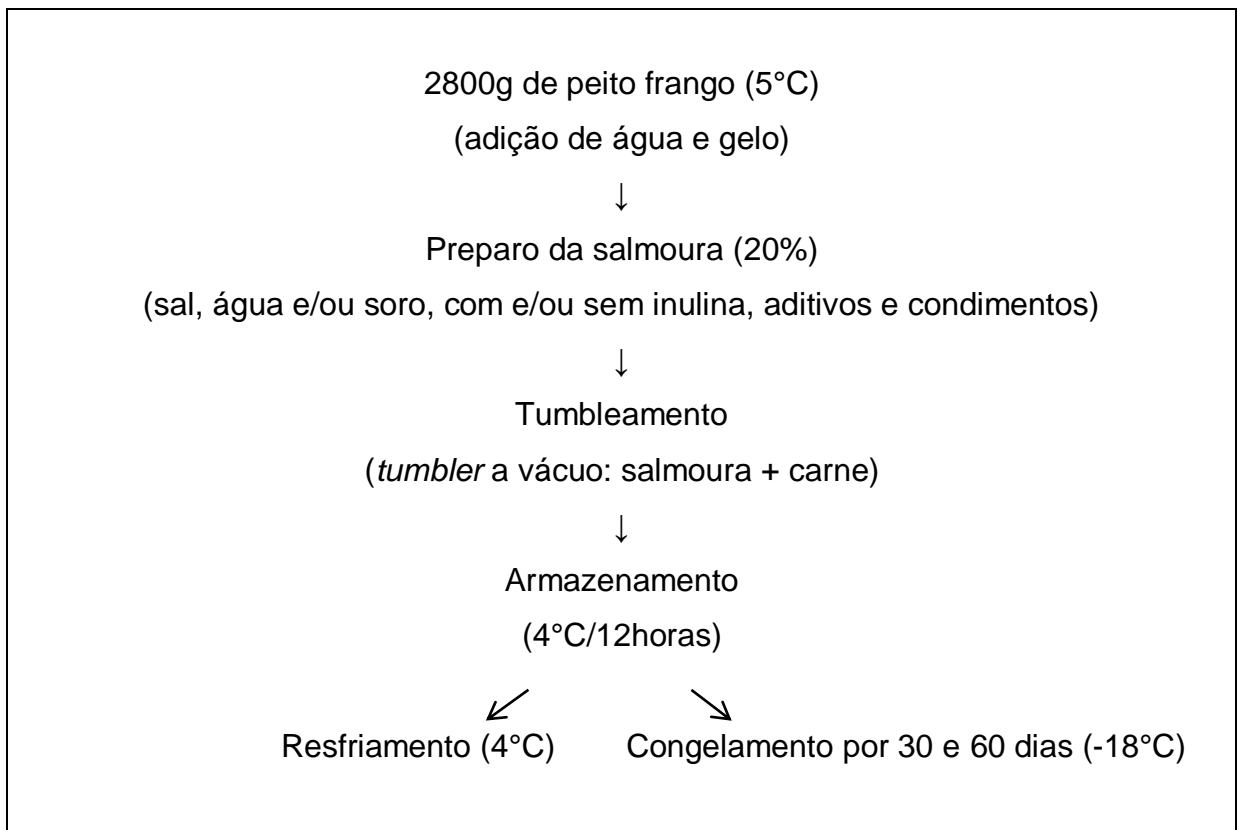 2800g de peito frango (5°C)
(adição de água e gelo)
↓
Preparo da salmoura (20%)
(sal, água e/ou soro, com e/ou sem inulina, aditivos e condimentos)
↓
Tumbleamento
(tumbler a vácuo: salmoura + carne)
↓
Armazenamento
(4°C/12horas)
Resfriamento (4°C) Congelamento por 30 e 60 dias (-18°C)